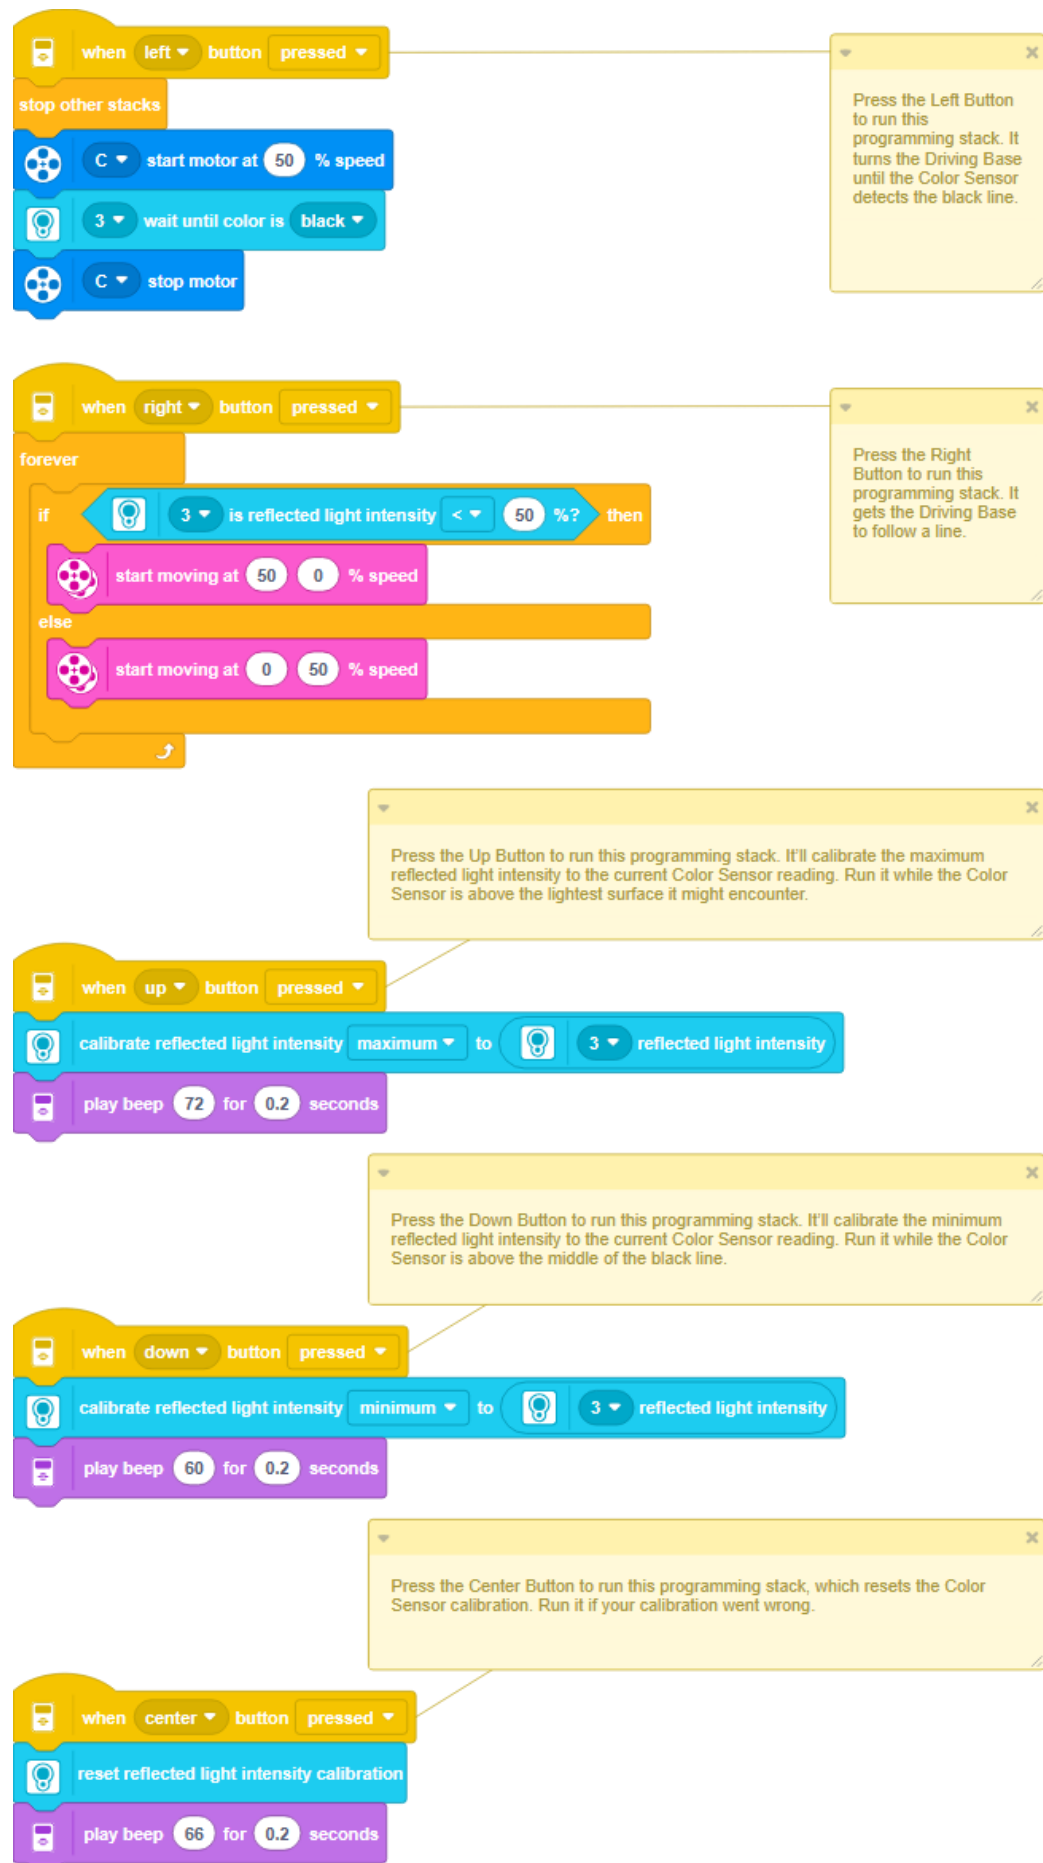 when left button pressed
stop other stacks
C start motor at 50 % speed
3 wait until color is black
C stop motor
Press the Left Button
to run this
programming stack. It
turns the Driving Base
until the Color Sensor
detects the black line.
when right button pressed
forever
if 3 is reflected light intensity < 50 %? then
start moving at 50 0 % speed
else
start moving at 0 50 % speed
Press the Right
Button to run this
programming stack. It
gets the Driving Base
to follow a line.
Press the Up Button to run this programming stack. It'll calibrate the maximum
reflected light intensity to the current Color Sensor reading. Run it while the Color
Sensor is above the lightest surface it might encounter.
when up button pressed
calibrate reflected light intensity maximum to 3 reflected light intensity
play beep 72 for 0.2 seconds
Press the Down Button to run this programming stack. It'll calibrate the minimum
reflected light intensity to the current Color Sensor reading. Run it while the Color
Sensor is above the middle of the black line.
when down button pressed
calibrate reflected light intensity minimum to 3 reflected light intensity
play beep 60 for 0.2 seconds
Press the Center Button to run this programming stack, which resets the Color
Sensor calibration. Run it if your calibration went wrong.
when center button pressed
reset reflected light intensity calibration
play beep 66 for 0.2 seconds